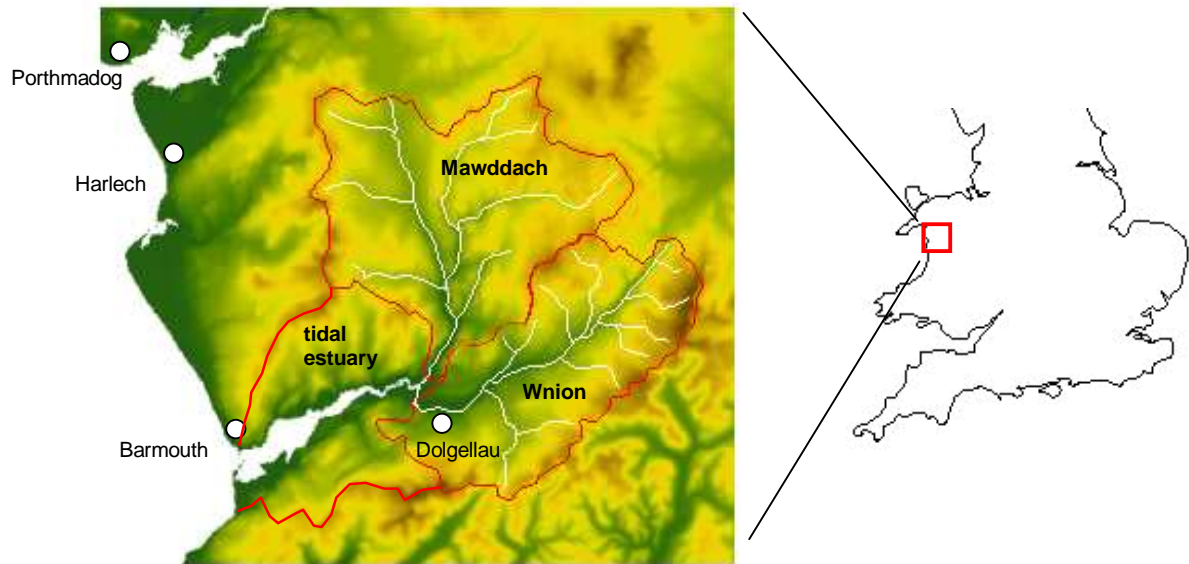 Porthmadog
Harlech
Mawddach
tidal
estuary
Wnion
Barmouth
Dolgellau